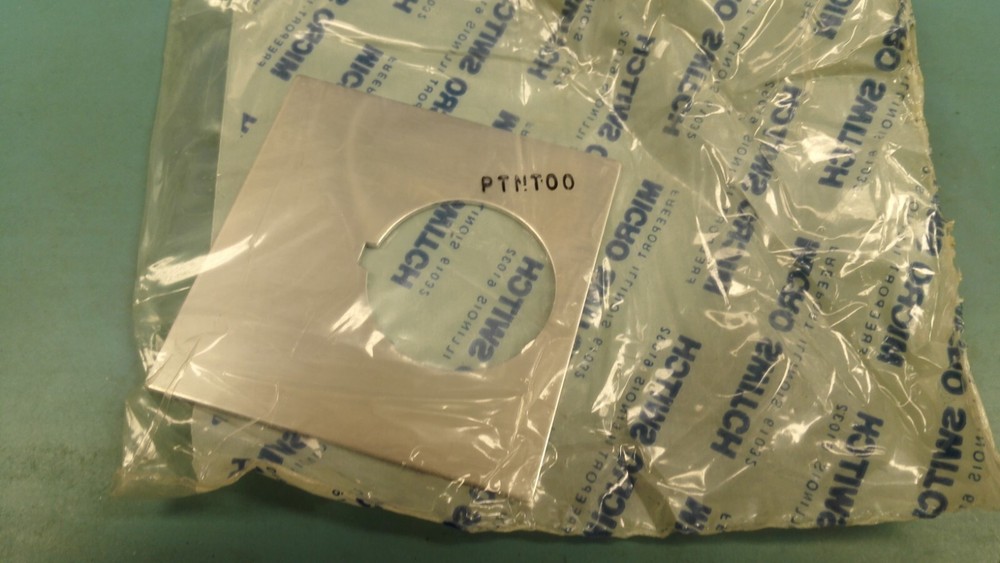 PTNT00
MICRO SWITCH
FREEPORT ILLINOIS 61032